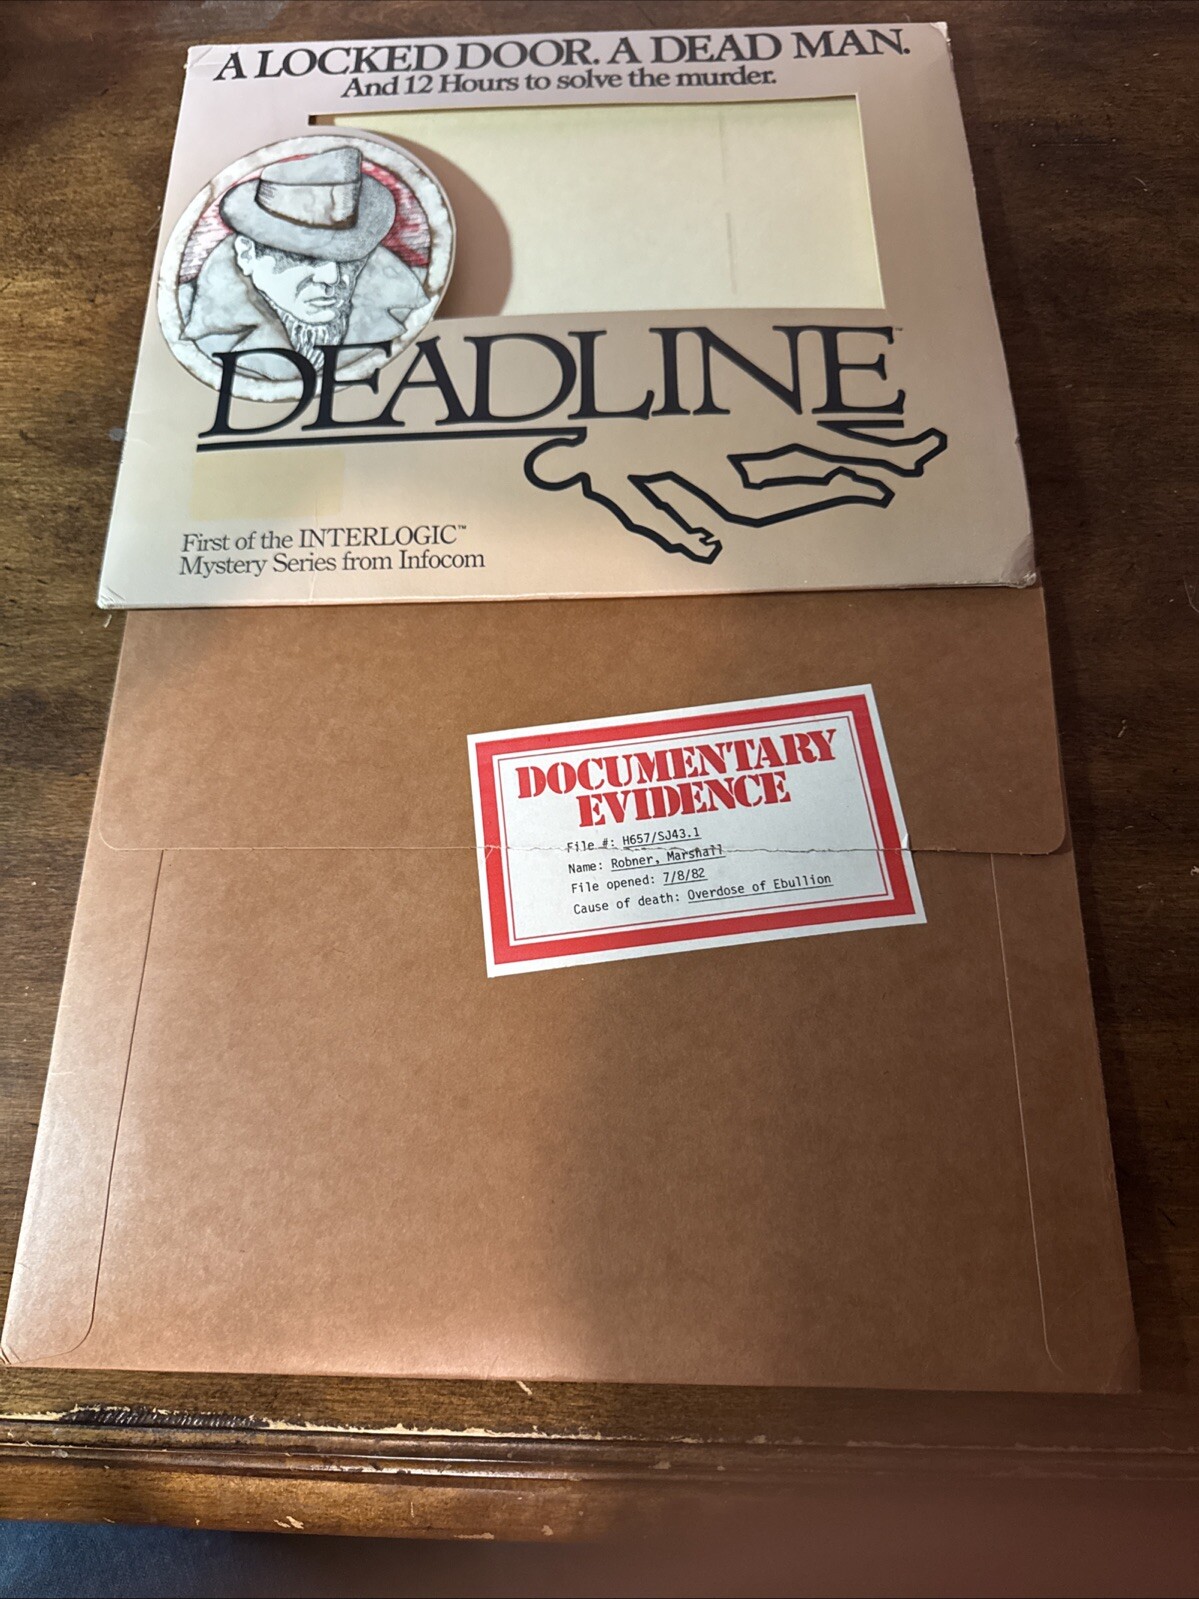 A LOCKED DOOR. A DEAD MAN.
And 12 Hours to solve the murder.
DEADLINE™
First of the INTERLOGIC™
Mystery Series from Infocom
DOCUMENTARY
EVIDENCE
File #: H657/SJ43.1
Name: Robner, Marshall
File opened: 7/8/82
Cause of death: Overdose of Ebullion